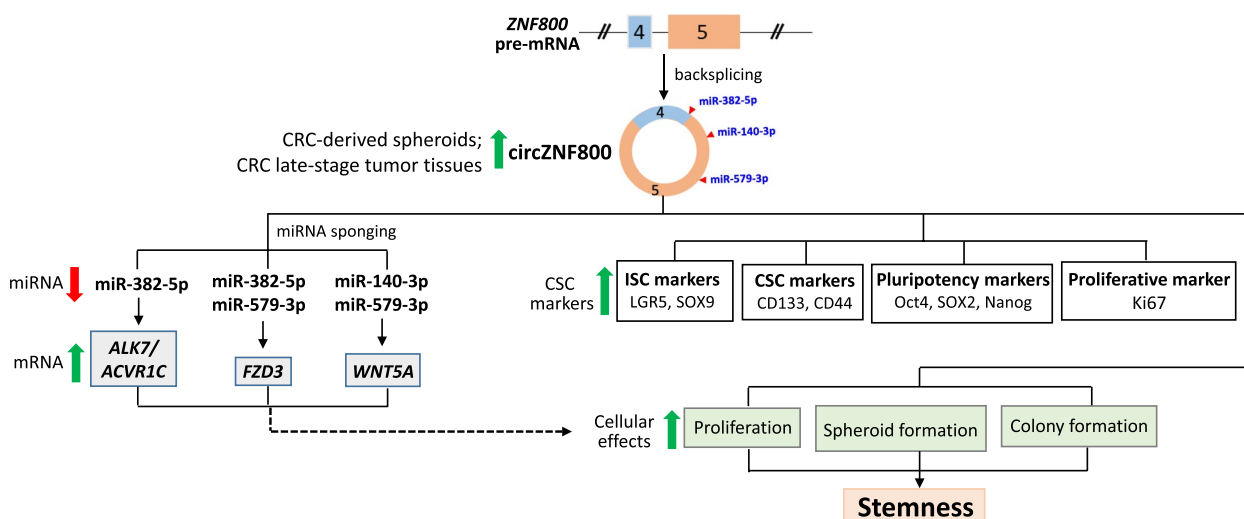 ZNF800
pre-mRNA
4
5
backsplicing
4
5
miR-382-5p
miR-140-3p
miR-579-3p
CRC-derived spheroids;
CRC late-stage tumor tissues
circZNF800
miRNA sponging
miRNA
miR-382-5p
miR-382-5p
miR-579-3p
miR-140-3p
miR-579-3p
mRNA
ALK7/
ACVR1C
FZD3
WNT5A
CSC
markers
ISC markers
LGR5, SOX9
CSC markers
CD133, CD44
Pluripotency markers
Oct4, SOX2, Nanog
Proliferative marker
Ki67
Cellular
effects
Proliferation
Spheroid formation
Colony formation
Stemness